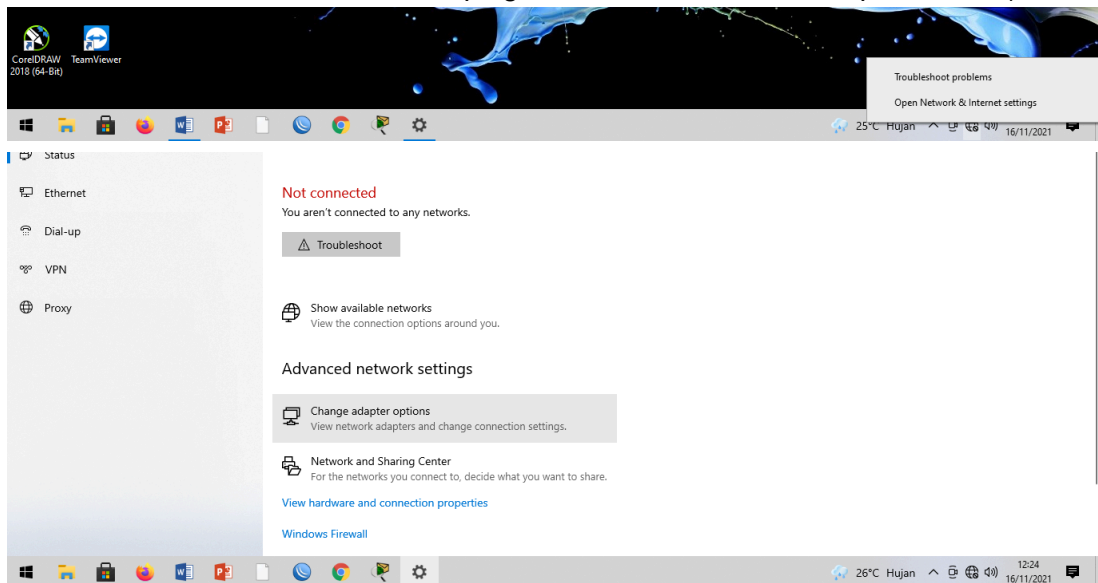 CorelDRAW
2018 (64-Bit)
TeamViewer
Troubleshoot problems
Open Network & Internet settings
25°C Hujan
16/11/2021
Status
Ethernet
Dial-up
VPN
Proxy
Not connected
You aren't connected to any networks.
Troubleshoot
Show available networks
View the connection options around you.
Advanced network settings
Change adapter options
View network adapters and change connection settings.
Network and Sharing Center
For the networks you connect to, decide what you want to share.
View hardware and connection properties
Windows Firewall
26°C Hujan
12:24
16/11/2021